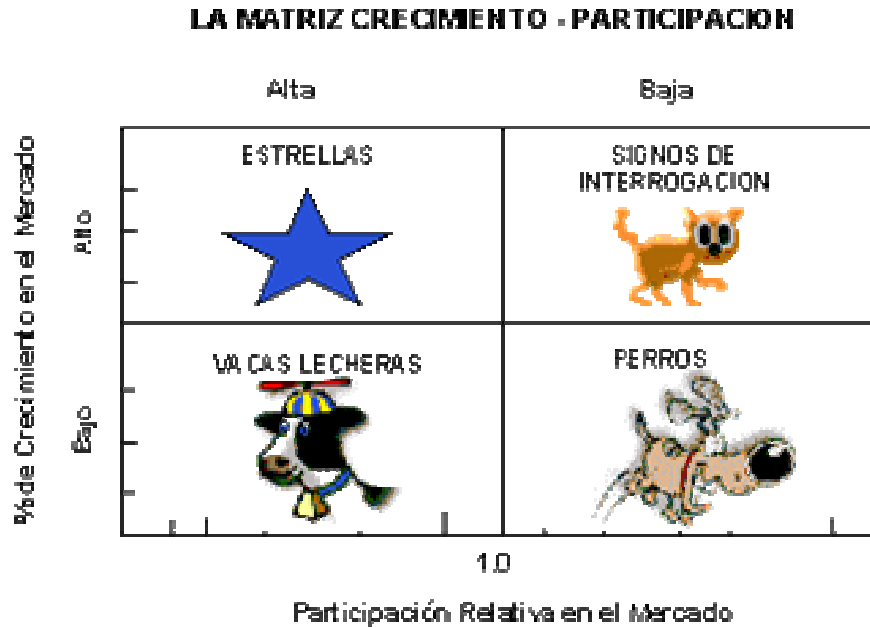 LA MATRIZ CRECIMIENTO - PARTICIPACION
Alta
Baja
ESTRELLAS
SIGNOS DE
INTERROGACION
% de Crecimiento en el Mercado
Alto
Bajo
VACAS LECHERAS
PERROS
1.0
Participación Relativa en el Mercado